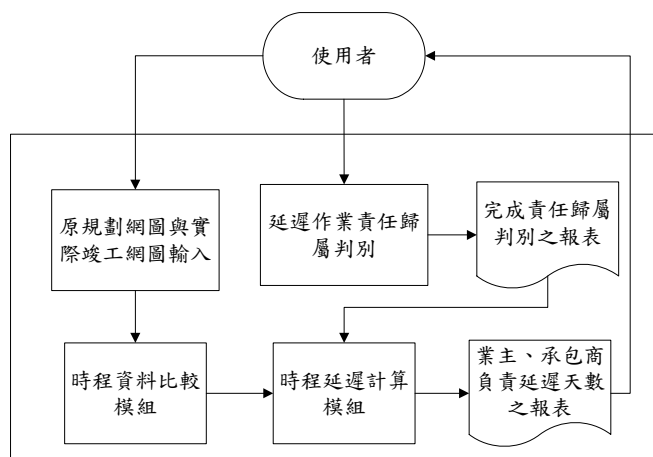 使用者
原規劃網圖與實
際竣工網圖輸入
延遲作業責任歸
屬判別
完成責任歸屬
判別之報表
時程資料比較
模組
時程延遲計算
模組
業主、承包商
負責延遲天數
之報表